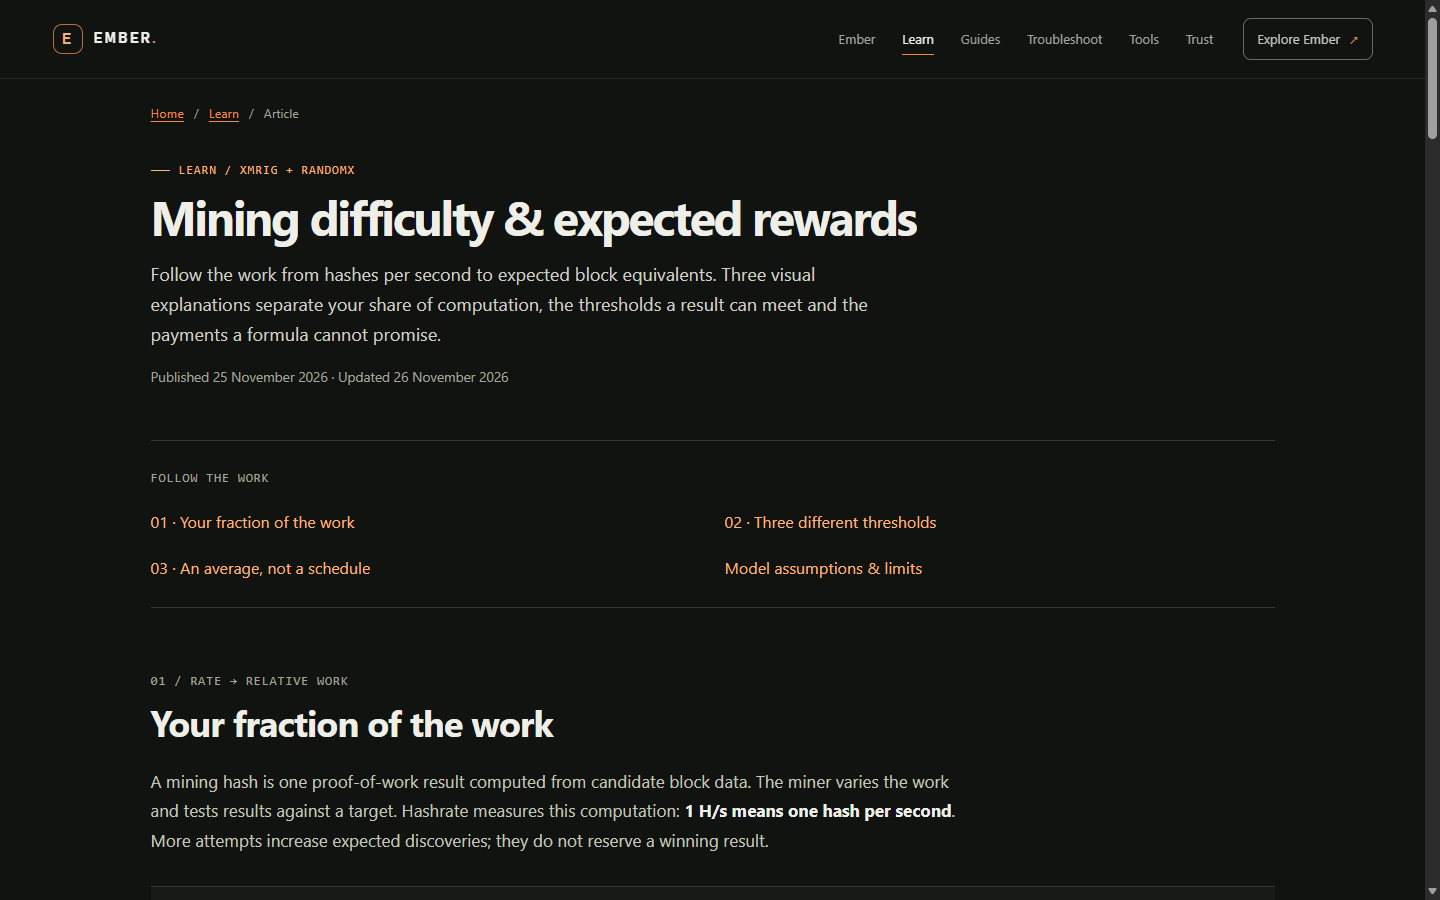 E EMBER.
Ember Learn Guides Troubleshoot Tools Trust Explore Ember ↗
Home / Learn / Article
LEARN / XMRIG + RANDOMX
Mining difficulty & expected rewards
Follow the work from hashes per second to expected block equivalents. Three visual
explanations separate your share of computation, the thresholds a result can meet and the
payments a formula cannot promise.
Published 25 November 2026 · Updated 26 November 2026
FOLLOW THE WORK
01 · Your fraction of the work
02 · Three different thresholds
03 · An average, not a schedule
Model assumptions & limits
01 / RATE → RELATIVE WORK
Your fraction of the work
A mining hash is one proof-of-work result computed from candidate block data. The miner varies the work
and tests results against a target. Hashrate measures this computation: 1 H/s means one hash per second.
More attempts increase expected discoveries; they do not reserve a winning result.